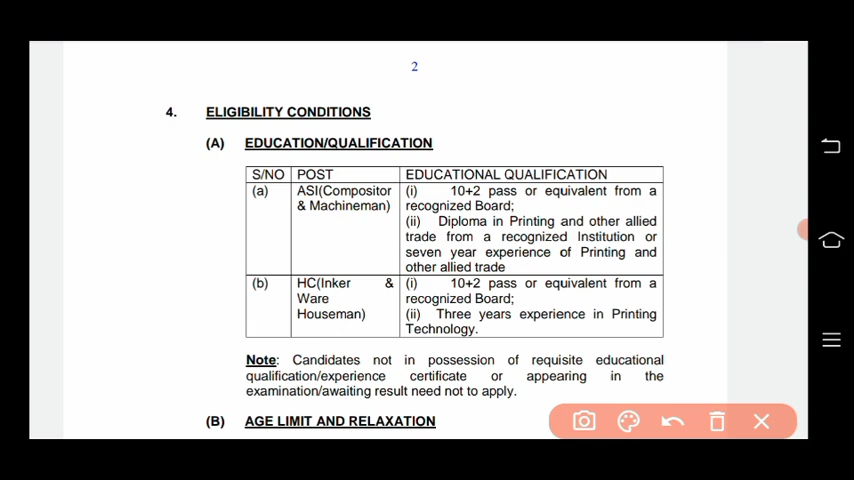 2
4. ELIGIBILITY CONDITIONS
(A) EDUCATION/QUALIFICATION
S/NO POST EDUCATIONAL QUALIFICATION
(a) ASI(Compositor & Machineman)
(i) 10+2 pass or equivalent from a
recognized Board;
(ii) Diploma in Printing and other allied
trade from a recognized Institution or
seven year experience of Printing and
other allied trade
(b) HC(Inker &
Ware
Houseman)
(i) 10+2 pass or equivalent from a
recognized Board;
(ii) Three years experience in Printing
Technology.
Note: Candidates not in possession of requisite educational
qualification/experience certificate or appearing in the
examination/awaiting result need not to apply.
(B) AGE LIMIT AND RELAXATION